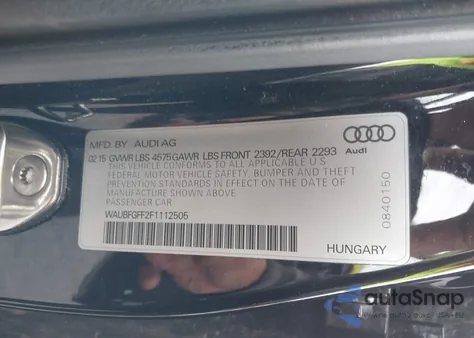 MFD. BY AUDI AG
02 15 GVWR LBS 4575 GAWR LBS FRONT 2392/REAR 2293
THIS VEHICLE CONFORMS TO ALL APPLICABLE U S
FEDERAL MOTOR VEHICLE SAFETY, BUMPER AND THEFT
PREVENTION STANDARDS IN EFFECT ON THE DATE OF
MANUFACTURE SHOWN ABOVE.
PASSENGER CAR
WAUBFGFF2F1112505
HUNGARY
Audi
0840150
autoSnap